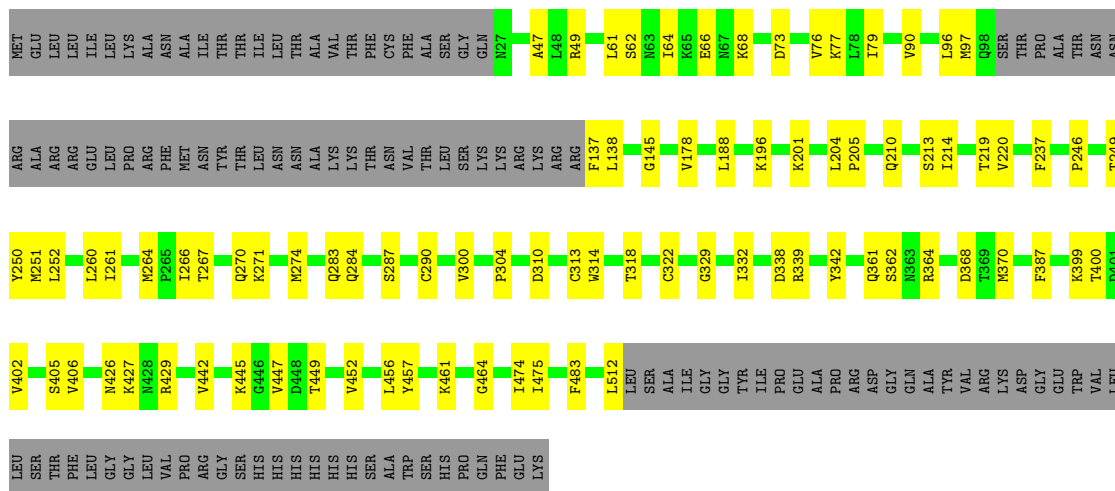 MET GLU LEU LEU ILE LEU LYS ALA ASN ALA ILE THR THR ILE LEU THR ALA VAL THR PHE CYS PHE ALA SER GLY GLN N27 A47 L48 R49 L61 S62 N63 I64 K65 E66 N67 K68 D73 V76 K77 L78 I79 V90 L96 M97 Q98 SER THR PRO ALA THR ASN ASN
ARG ALA ARG ARG GLU LEU PRO ARG PHE MET ASN TYR THR LEU ASN ASN ALA LYS LYS THR ASN VAL THR LEU SER LYS LYS ARG LYS ARG ARG F137 L138 G145 V178 L188 K196 K201 L204 P205 Q210 S213 I214 T219 V220 F237 P246 T249
Y250 M251 L252 L260 I261 M264 P265 I266 T267 Q270 K271 M274 Q283 Q284 S287 C290 V300 P304 D310 C313 W314 T318 C322 G329 I332 D338 R339 Y342 Q361 S362 N363 R364 D368 T369 M370 F387 K399 T400 D401
V402 S405 V406 N426 K427 N428 R429 V442 K445 G446 V447 D448 T449 V452 L456 Y457 K461 G464 I474 I475 F483 L512 LEU SER ALA ILE GLY GLY TYR ILE PRO GLU ALA PRO ARG ASP GLY GLN ALA TYR VAL ARG LYS ASP GLY GLU TRP VAL LEU
LEU SER THR PHE LEU GLY GLY LEU VAL PRO ARG GLY SER HIS HIS HIS HIS HIS HIS SER ALA TRP SER HIS PRO GLN PHE GLU LYS